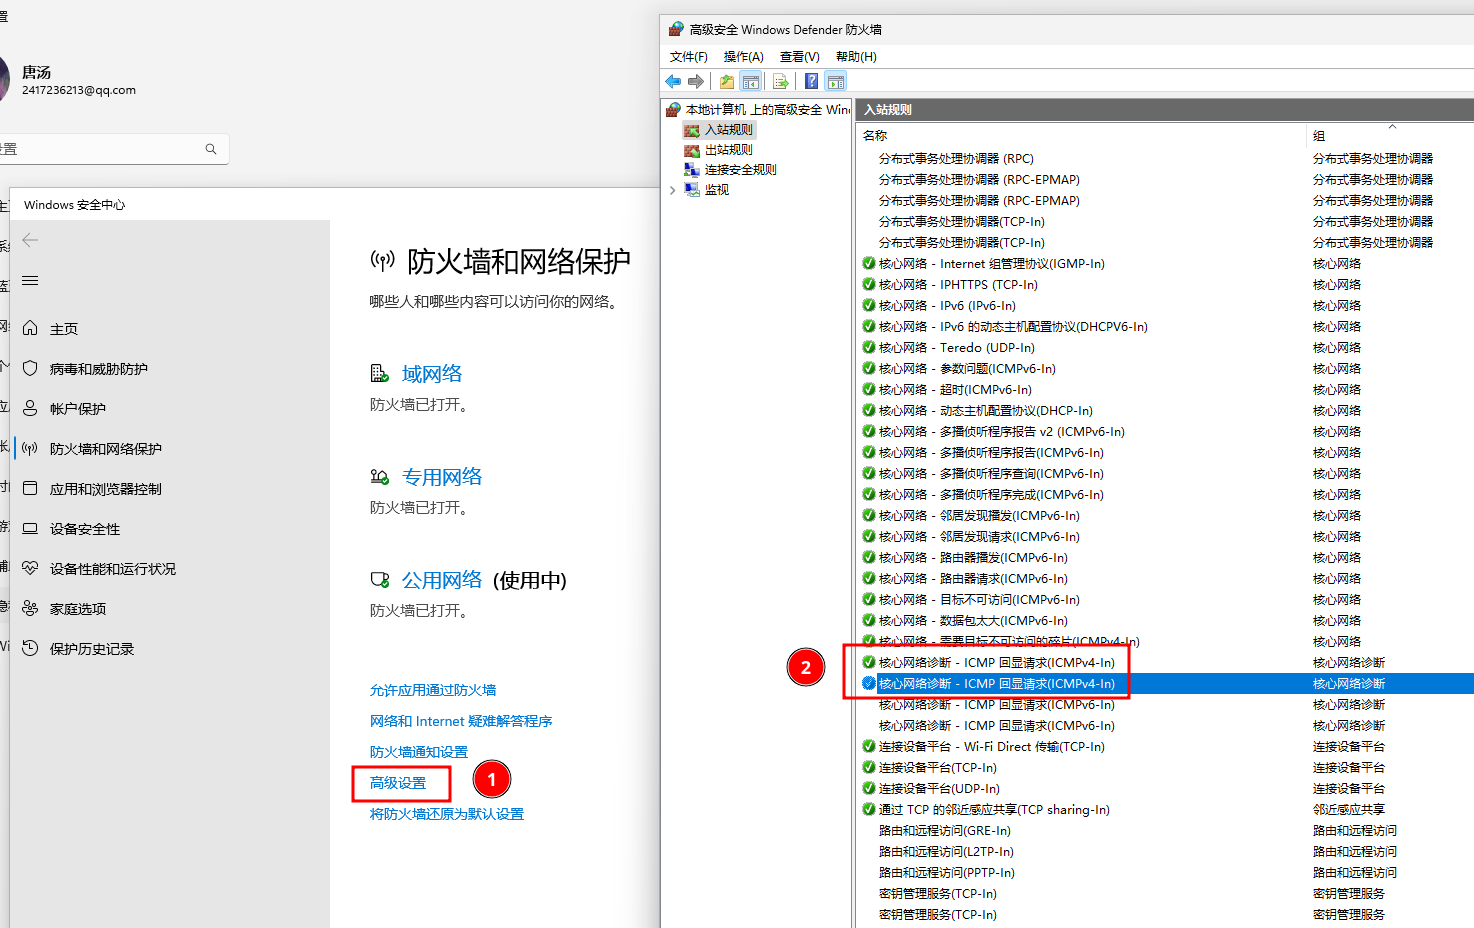 置
唐汤
2417236213@qq.com
设置
Windows 安全中心
主页
病毒和威胁防护
帐户保护
防火墙和网络保护
应用和浏览器控制
设备安全性
设备性能和运行状况
家庭选项
保护历史记录
防火墙和网络保护
哪些人和哪些内容可以访问你的网络。
域网络
防火墙已打开。
专用网络
防火墙已打开。
公用网络 (使用中)
防火墙已打开。
允许应用通过防火墙
网络和 Internet 疑难解答程序
防火墙通知设置
高级设置
1
将防火墙还原为默认设置
高级安全 Windows Defender 防火墙
文件(F) 操作(A) 查看(V) 帮助(H)
本地计算机 上的高级安全 Win
入站规则
出站规则
连接安全规则
监视
入站规则
名称 组
分布式事务处理协调器 (RPC) 分布式事务处理协调器
分布式事务处理协调器 (RPC-EPMAP) 分布式事务处理协调器
分布式事务处理协调器 (RPC-EPMAP) 分布式事务处理协调器
分布式事务处理协调器(TCP-In) 分布式事务处理协调器
分布式事务处理协调器(TCP-In) 分布式事务处理协调器
核心网络 - Internet 组管理协议(IGMP-In) 核心网络
核心网络 - IPHTTPS (TCP-In) 核心网络
核心网络 - IPv6 (IPv6-In) 核心网络
核心网络 - IPv6 的动态主机配置协议(DHCPV6-In) 核心网络
核心网络 - Teredo (UDP-In) 核心网络
核心网络 - 参数问题(ICMPv6-In) 核心网络
核心网络 - 超时(ICMPv6-In) 核心网络
核心网络 - 动态主机配置协议(DHCP-In) 核心网络
核心网络 - 多播侦听程序报告 v2 (ICMPv6-In) 核心网络
核心网络 - 多播侦听程序报告(ICMPv6-In) 核心网络
核心网络 - 多播侦听程序查询(ICMPv6-In) 核心网络
核心网络 - 多播侦听程序完成(ICMPv6-In) 核心网络
核心网络 - 邻居发现播发(ICMPv6-In) 核心网络
核心网络 - 邻居发现请求(ICMPv6-In) 核心网络
核心网络 - 路由器播发(ICMPv6-In) 核心网络
核心网络 - 路由器请求(ICMPv6-In) 核心网络
核心网络 - 目标不可访问(ICMPv6-In) 核心网络
核心网络 - 数据包太大(ICMPv6-In) 核心网络
核心网络 - 需要目标不可访问的碎片(ICMPv4-In) 核心网络
2
核心网络诊断 - ICMP 回显请求(ICMPv4-In) 核心网络诊断
核心网络诊断 - ICMP 回显请求(ICMPv4-In) 核心网络诊断
核心网络诊断 - ICMP 回显请求(ICMPv6-In) 核心网络诊断
核心网络诊断 - ICMP 回显请求(ICMPv6-In) 核心网络诊断
连接设备平台 - Wi-Fi Direct 传输(TCP-In) 连接设备平台
连接设备平台(TCP-In) 连接设备平台
连接设备平台(UDP-In) 连接设备平台
通过 TCP 的邻近感应共享(TCP sharing-In) 邻近感应共享
路由和远程访问(GRE-In) 路由和远程访问
路由和远程访问(L2TP-In) 路由和远程访问
路由和远程访问(PPTP-In) 路由和远程访问
密钥管理服务(TCP-In) 密钥管理服务
密钥管理服务(TCP-In) 密钥管理服务